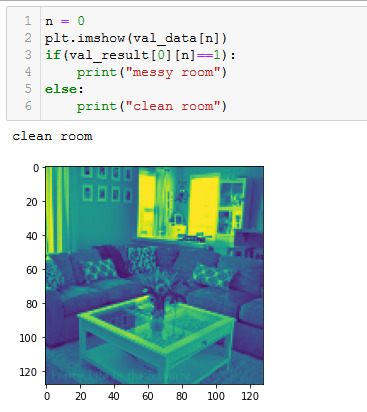 1 n = 0
2 plt.imshow(val_data[n])
3 if(val_result[0][n]==1):
4 print("messy room")
5 else:
6 print("clean room")
clean room
0
20
40
60
80
100
120
0 20 40 60 80 100 120